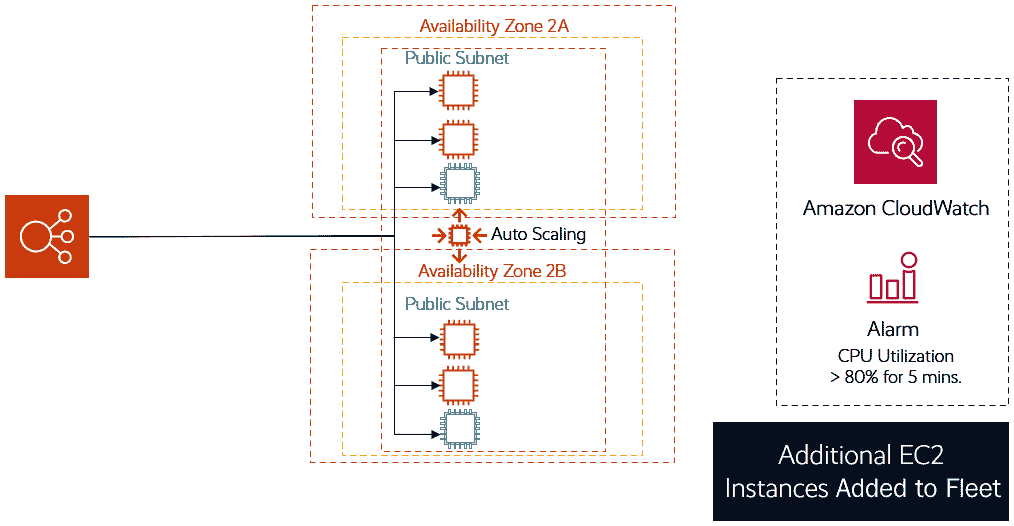 Availability Zone 2A
Public Subnet
Auto Scaling
Availability Zone 2B
Public Subnet
Amazon CloudWatch
Alarm
CPU Utilization
> 80% for 5 mins.
Additional EC2
Instances Added to Fleet